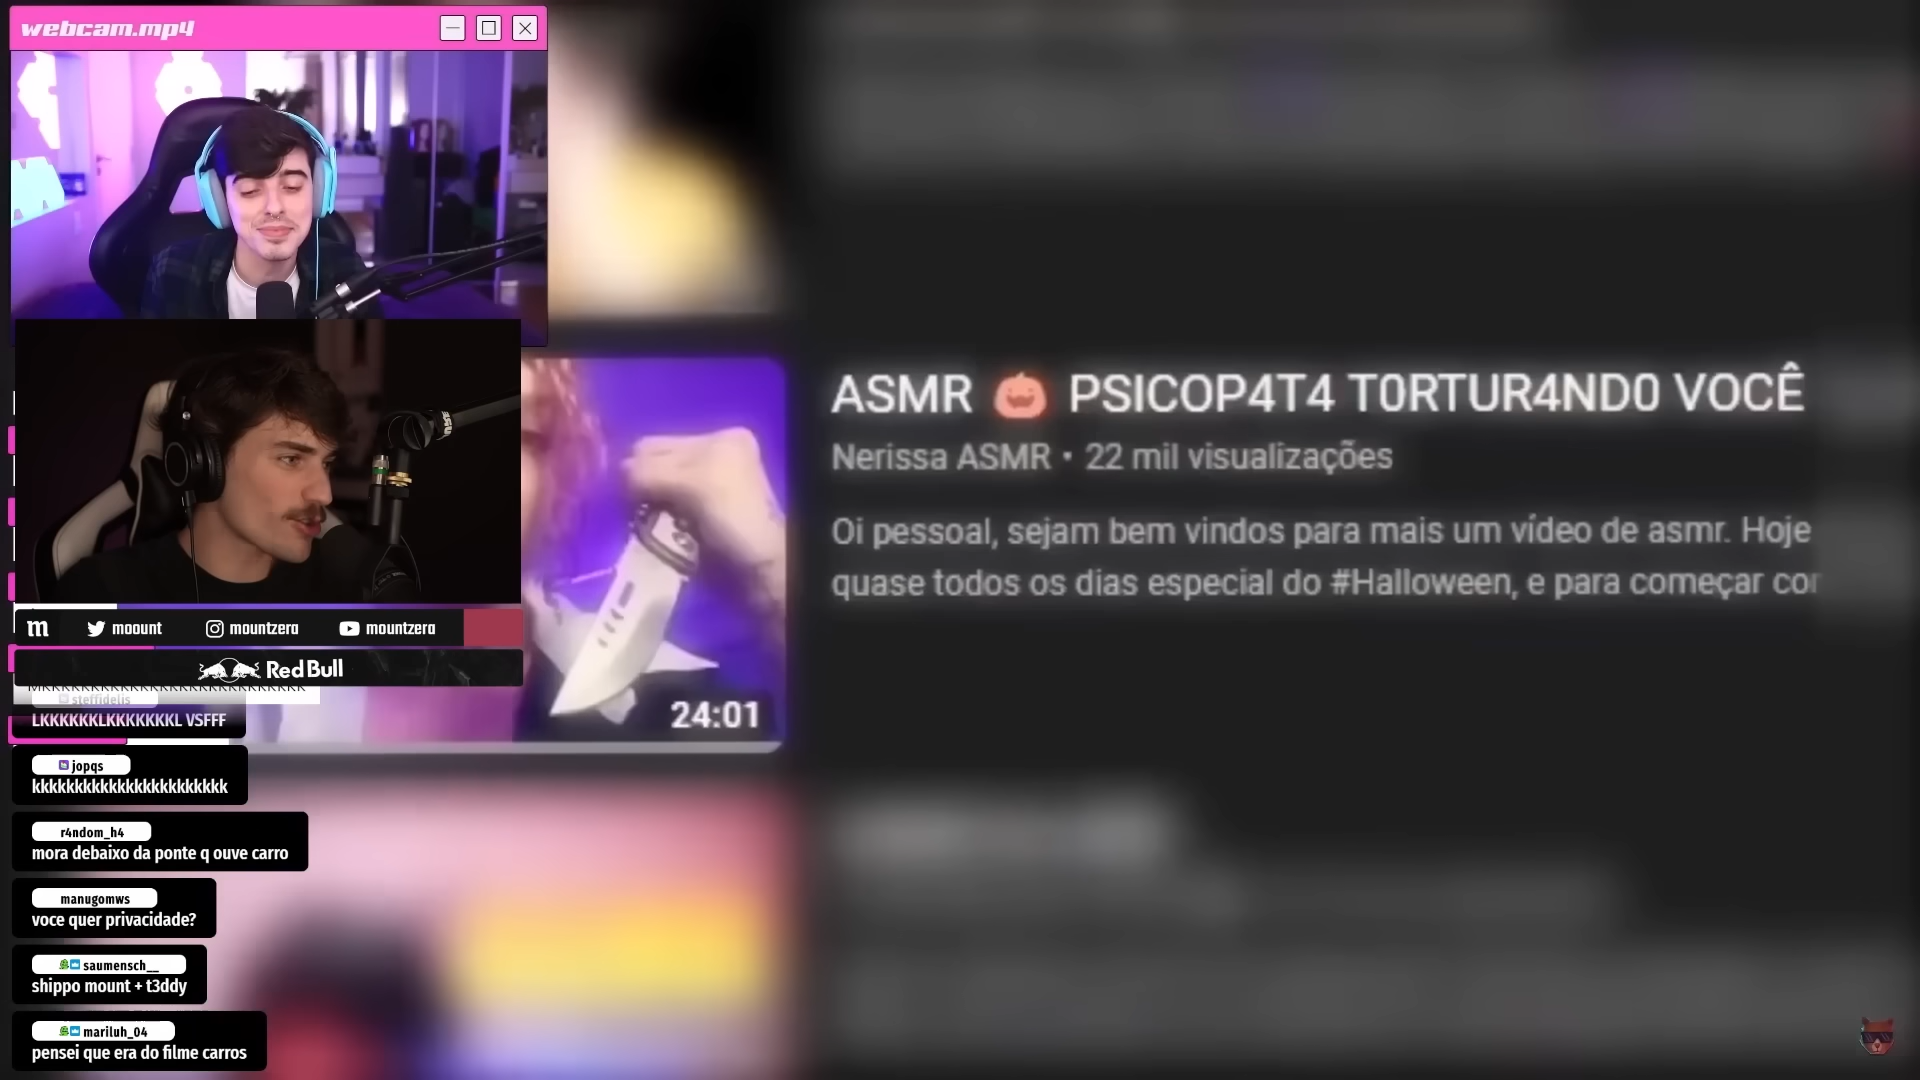 webcam.mp4
ASMR 🎃 PSICOP4T4 T0RTUR4ND0 VOCÊ
Nerissa ASMR • 22 mil visualizações
Oi pessoal, sejam bem vindos para mais um vídeo de asmr. Hoje
quase todos os dias especial do #Halloween, e para começar cor
24:01
m moount mountzera mountzera
Red Bull
steffidelis
LKKKKKKLKKKKKKKL VSFFF
jopqs
kkkkkkkkkkkkkkkkkkkkkkk
r4ndom_h4
mora debaixo da ponte q ouve carro
manugomws
voce quer privacidade?
saumensch__
shippo mount + t3ddy
mariluh_04
pensei que era do filme carros